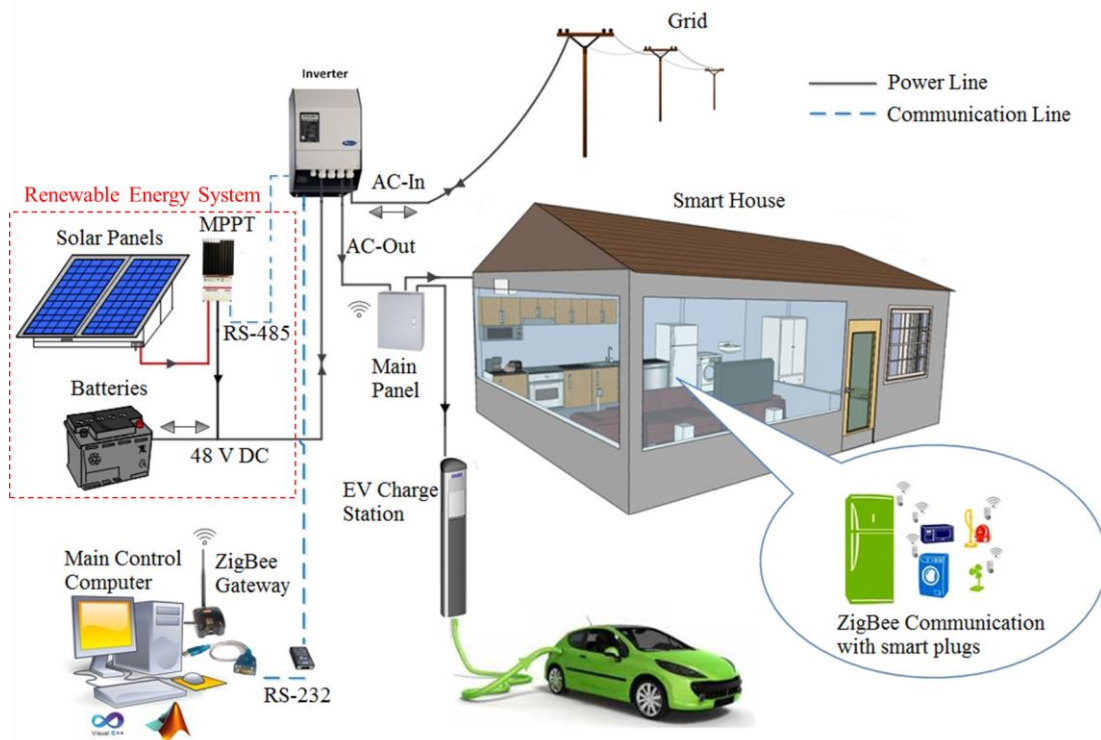 Grid
Inverter
Power Line
Communication Line
AC-In
Renewable Energy System
Smart House
MPPT
Solar Panels
AC-Out
RS-485
Main
Panel
Batteries
48 V DC
EV Charge
Station
Main Control
Computer
ZigBee
Gateway
ZigBee Communication
with smart plugs
RS-232
Visual C++